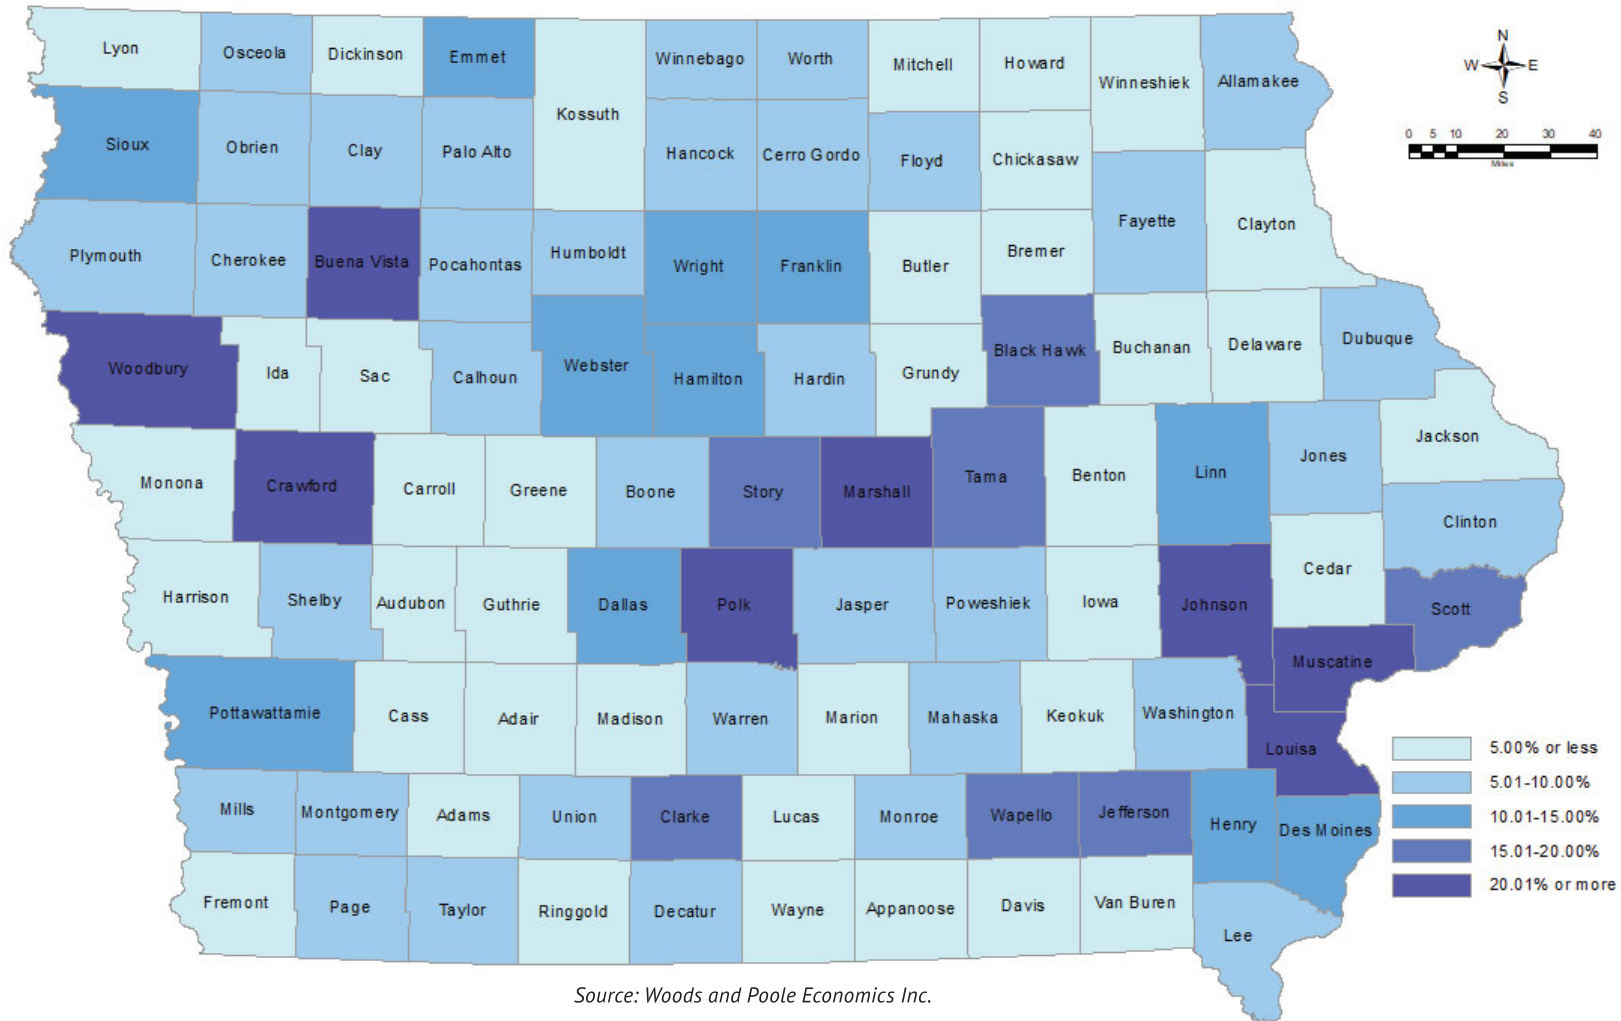 Lyon
Osceola
Dickinson
Emmet
Kossuth
Winnebago
Worth
Mitchell
Howard
Winneshiek
Allamakee
N
W
E
S
0 5 10 20 30 40
Miles
Sioux
Obrien
Clay
Palo Alto
Hancock
Cerro Gordo
Floyd
Chickasaw
Fayette
Clayton
Plymouth
Cherokee
Buena Vista
Pocahontas
Humboldt
Wright
Franklin
Butler
Bremer
Woodbury
Ida
Sac
Calhoun
Webster
Hamilton
Hardin
Grundy
Black Hawk
Buchanan
Delaware
Dubuque
Monona
Crawford
Carroll
Greene
Boone
Story
Marshall
Tama
Benton
Linn
Jones
Jackson
Clinton
Harrison
Shelby
Audubon
Guthrie
Dallas
Polk
Jasper
Poweshiek
Iowa
Johnson
Cedar
Scott
Muscatine
Pottawattamie
Cass
Adair
Madison
Warren
Marion
Mahaska
Keokuk
Washington
Louisa
Mills
Montgomery
Adams
Union
Clarke
Lucas
Monroe
Wapello
Jefferson
Henry
Des Moines
Fremont
Page
Taylor
Ringgold
Decatur
Wayne
Appanoose
Davis
Van Buren
Lee
5.00% or less
5.01-10.00%
10.01-15.00%
15.01-20.00%
20.01% or more
Source: Woods and Poole Economics Inc.